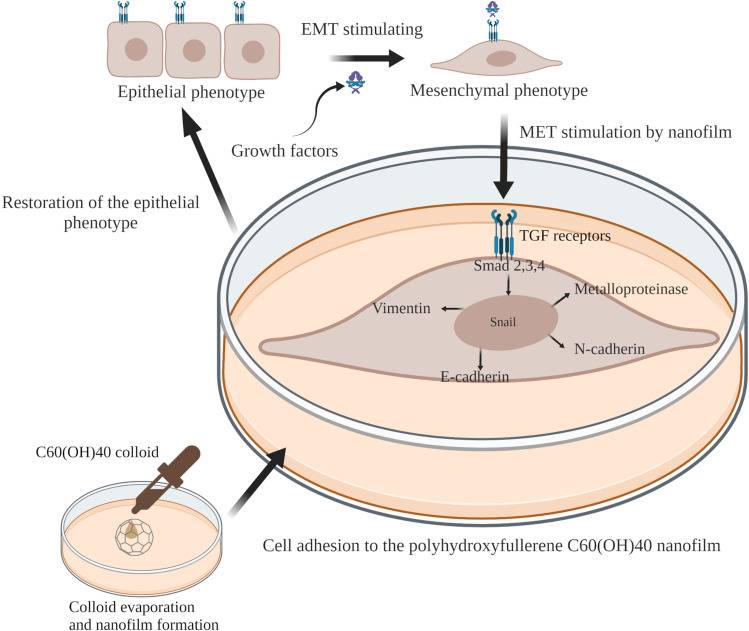 EMT stimulating
Epithelial phenotype
Mesenchymal phenotype
Growth factors
MET stimulation by nanofilm
Restoration of the epithelial
phenotype
TGF receptors
Smad 2,3,4
Metalloproteinase
Vimentin
Snail
N-cadherin
E-cadherin
C60(OH)40 colloid
Cell adhesion to the polyhydroxyfullerene C60(OH)40 nanofilm
Colloid evaporation
and nanofilm formation